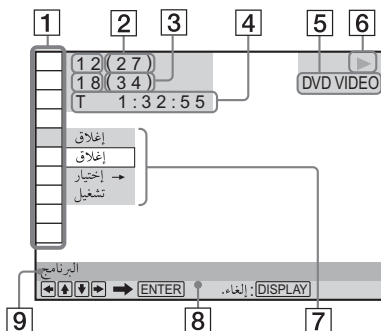 1 2 3 4 5 6
12(27)
18(34) DVD VIDEO
T 1:32:55
إغلاق
إغلاق
← إختيار
تشغيل
البرنامج
ENTER إلغاء: DISPLAY.
9 8 7